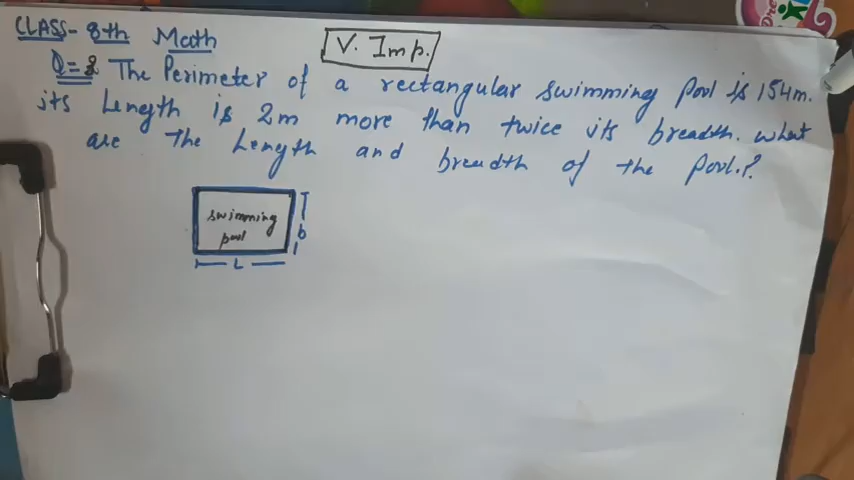 CLASS- 8th Math
V. Imp.
Q=2 The Perimeter of a rectangular swimming pool is 154m.
its Length is 2m more than twice its breadth. what
are the Length and breadth of the pool.?
swimming
pool
b
L